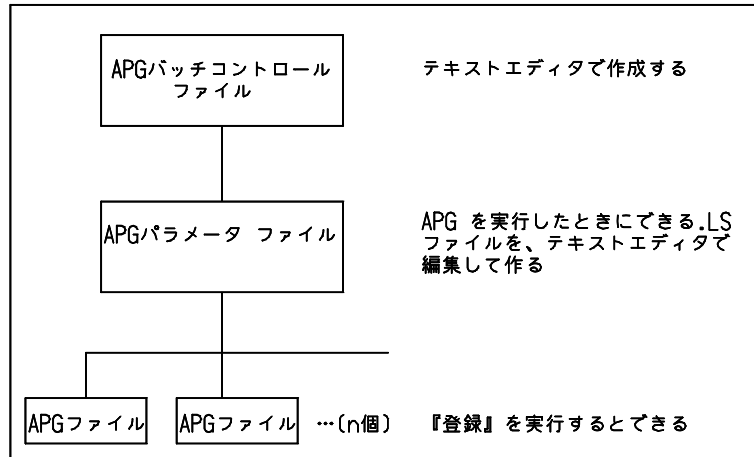 APGバッチコントロール
ファイル
テキストエディタで作成する
APGパラメータ ファイル
APG を実行したときにできる.LS
ファイルを、テキストエディタで
編集して作る
APGファイル
APGファイル
…(n個)
『登録』を実行するとできる